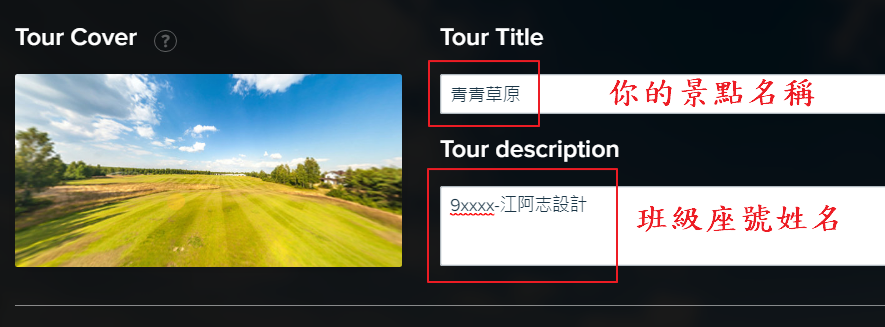 Tour Cover ?
Tour Title
青青草原
你的景點名稱
Tour description
9xxxx-江阿志設計
班級座號姓名